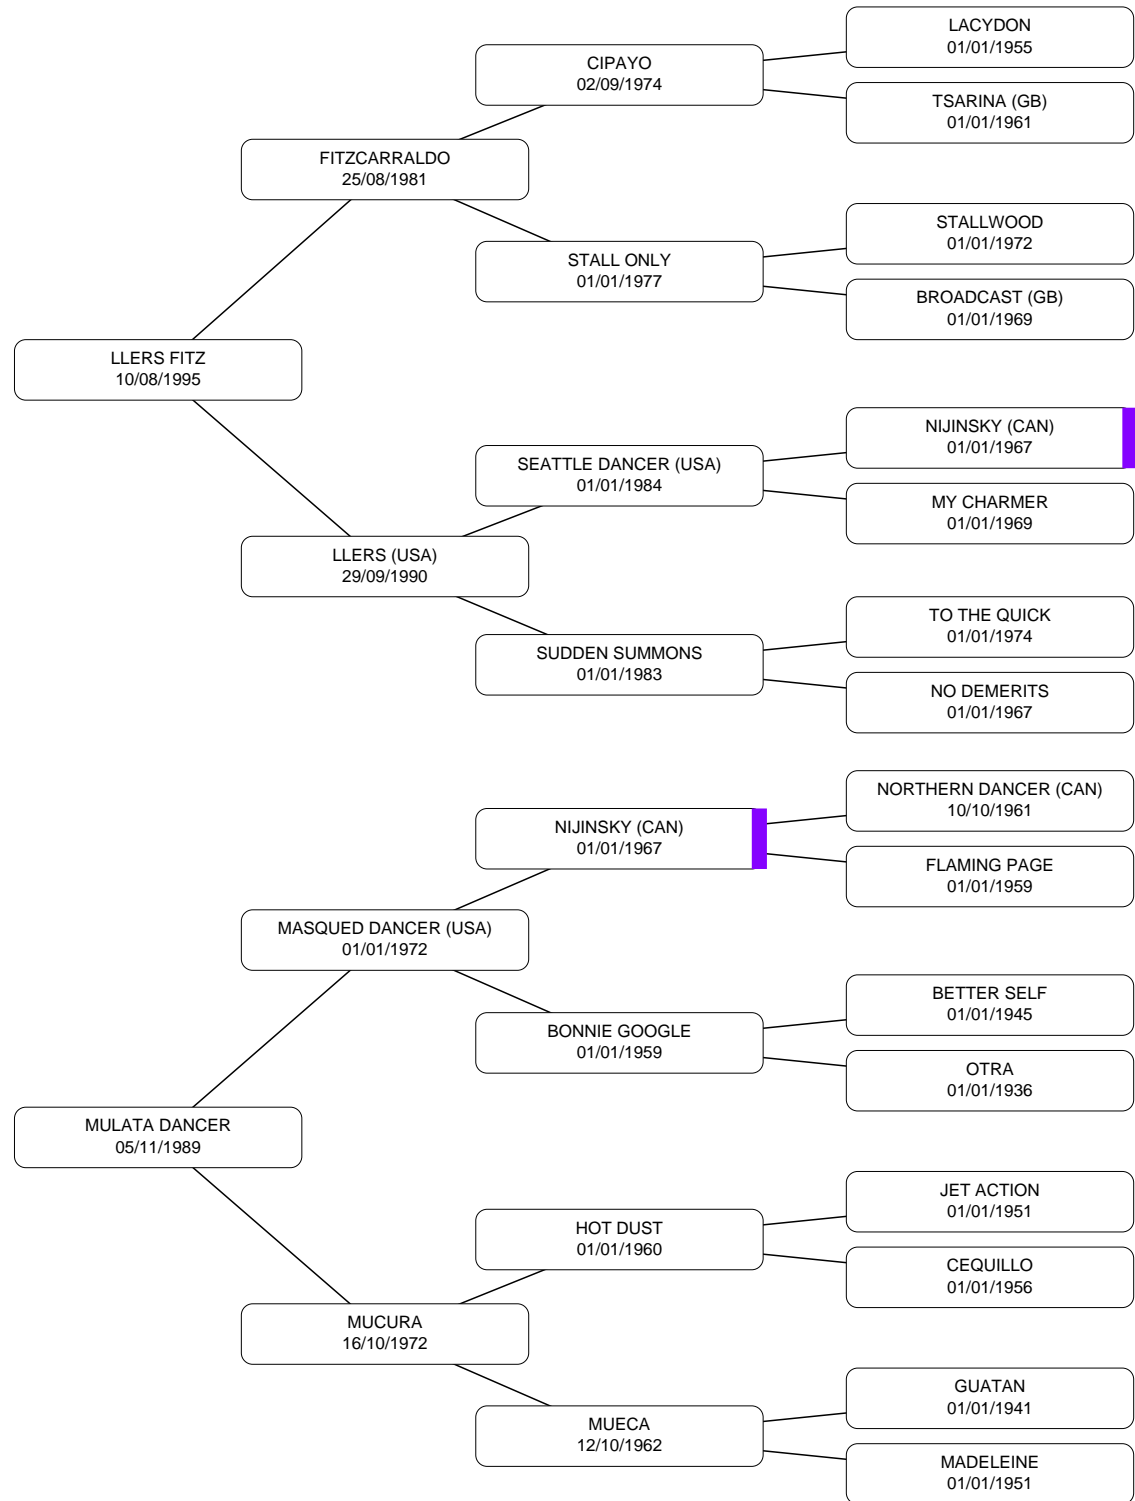 LACYDON
01/01/1955
CIPAYO
02/09/1974
TSARINA (GB)
01/01/1961
FITZCARRALDO
25/08/1981
STALLWOOD
01/01/1972
STALL ONLY
01/01/1977
BROADCAST (GB)
01/01/1969
LLERS FITZ
10/08/1995
NIJINSKY (CAN)
01/01/1967
SEATTLE DANCER (USA)
01/01/1984
MY CHARMER
01/01/1969
LLERS (USA)
29/09/1990
TO THE QUICK
01/01/1974
SUDDEN SUMMONS
01/01/1983
NO DEMERITS
01/01/1967
NORTHERN DANCER (CAN)
10/10/1961
NIJINSKY (CAN)
01/01/1967
FLAMING PAGE
01/01/1959
MASQUED DANCER (USA)
01/01/1972
BETTER SELF
01/01/1945
BONNIE GOOGLE
01/01/1959
OTRA
01/01/1936
MULATA DANCER
05/11/1989
JET ACTION
01/01/1951
HOT DUST
01/01/1960
CEQUILLO
01/01/1956
MUCURA
16/10/1972
GUATAN
01/01/1941
MUECA
12/10/1962
MADELEINE
01/01/1951